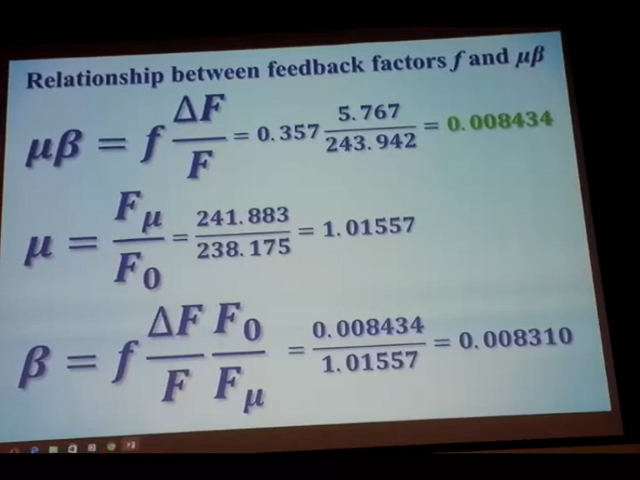 Relationship between feedback factors f and μβ
μβ = f ΔF/F = 0.357 5.767/243.942 = 0.008434
μ = Fμ/F0 = 241.883/238.175 = 1.01557
β = f ΔF/F F0/Fμ = 0.008434/1.01557 = 0.008310